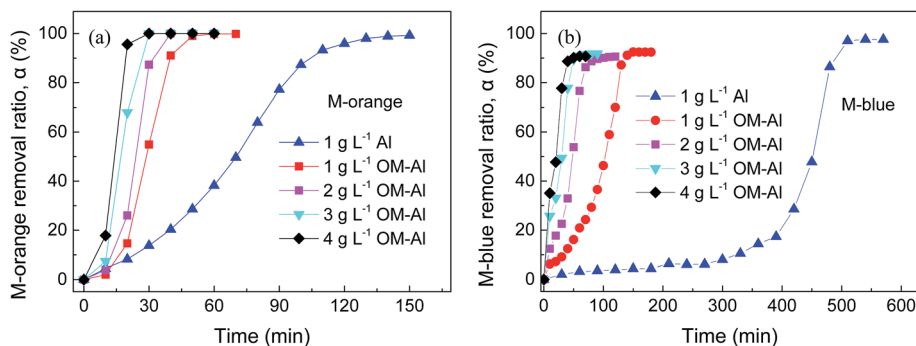 (a)
M-orange
1 g L⁻¹ Al
1 g L⁻¹ OM-Al
2 g L⁻¹ OM-Al
3 g L⁻¹ OM-Al
4 g L⁻¹ OM-Al
M-orange removal ratio, α (%)
100
80
60
40
20
0
0 30 60 90 120 150
Time (min)
(b)
M-blue
1 g L⁻¹ Al
1 g L⁻¹ OM-Al
2 g L⁻¹ OM-Al
3 g L⁻¹ OM-Al
4 g L⁻¹ OM-Al
M-blue removal ratio, α (%)
100
80
60
40
20
0
0 100 200 300 400 500 600
Time (min)